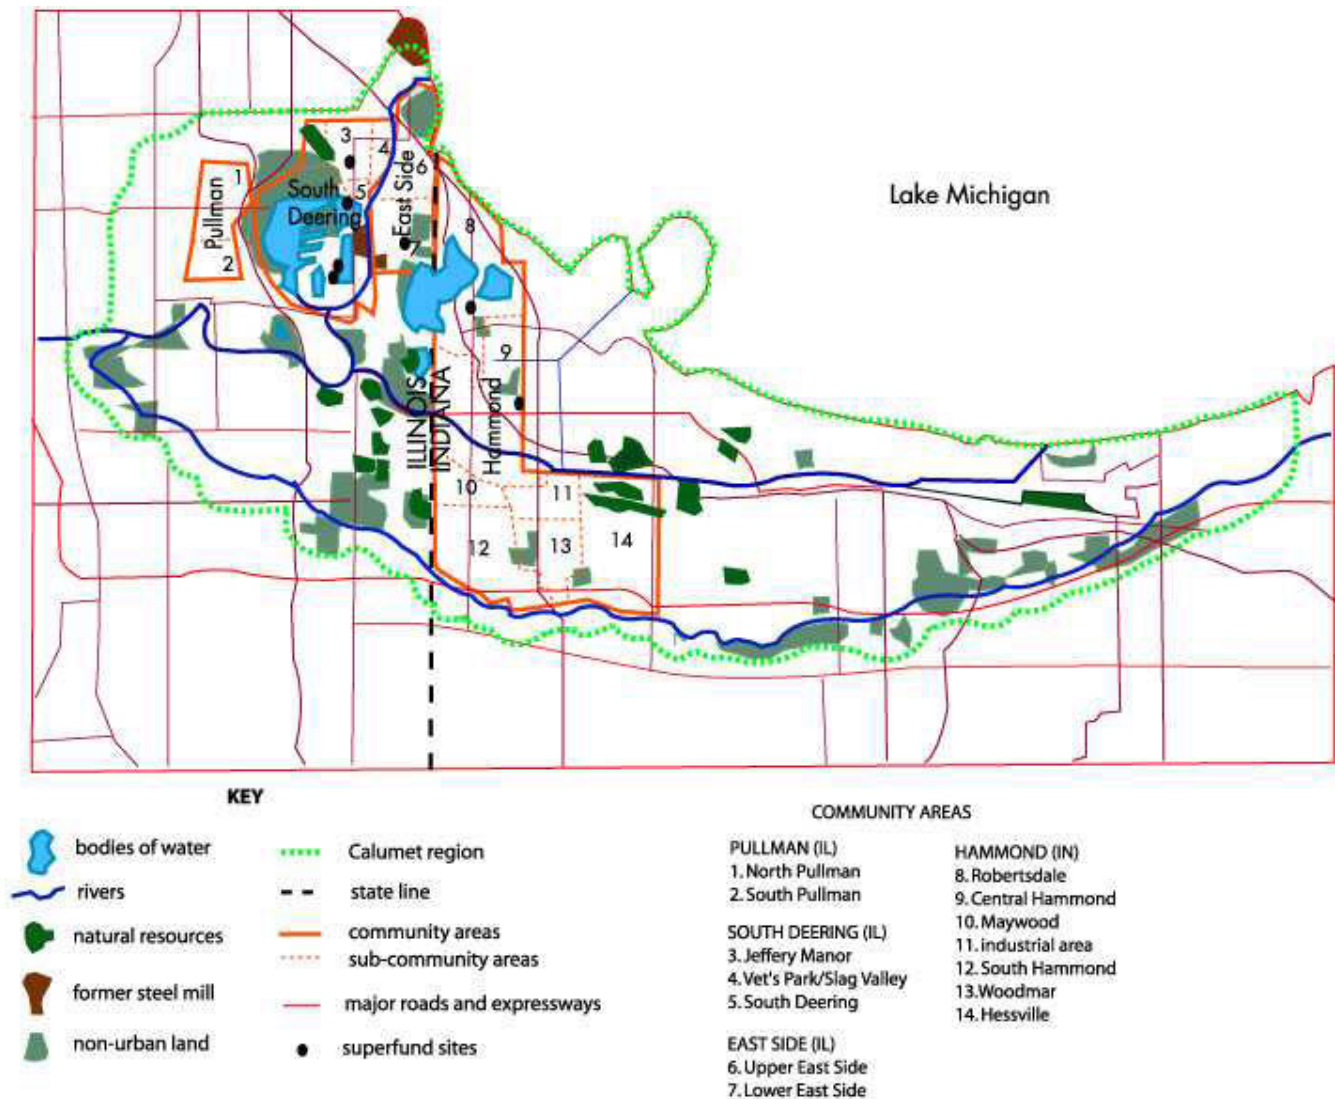 Lake Michigan
3
4
1
6
South
Deering
East Side
Pullman
5
8
7
2
9
ILLINOIS
INDIANA
Hammond
10
11
12
13
14
KEY
bodies of water
rivers
natural resources
former steel mill
non-urban land
Calumet region
state line
community areas
sub-community areas
major roads and expressways
superfund sites
COMMUNITY AREAS
PULLMAN (IL)
1. North Pullman
2. South Pullman
SOUTH DEERING (IL)
3. Jeffery Manor
4. Vet's Park/Slag Valley
5. South Deering
EAST SIDE (IL)
6. Upper East Side
7. Lower East Side
HAMMOND (IN)
8. Robertsdale
9. Central Hammond
10. Maywood
11. industrial area
12. South Hammond
13. Woodmar
14. Hessville